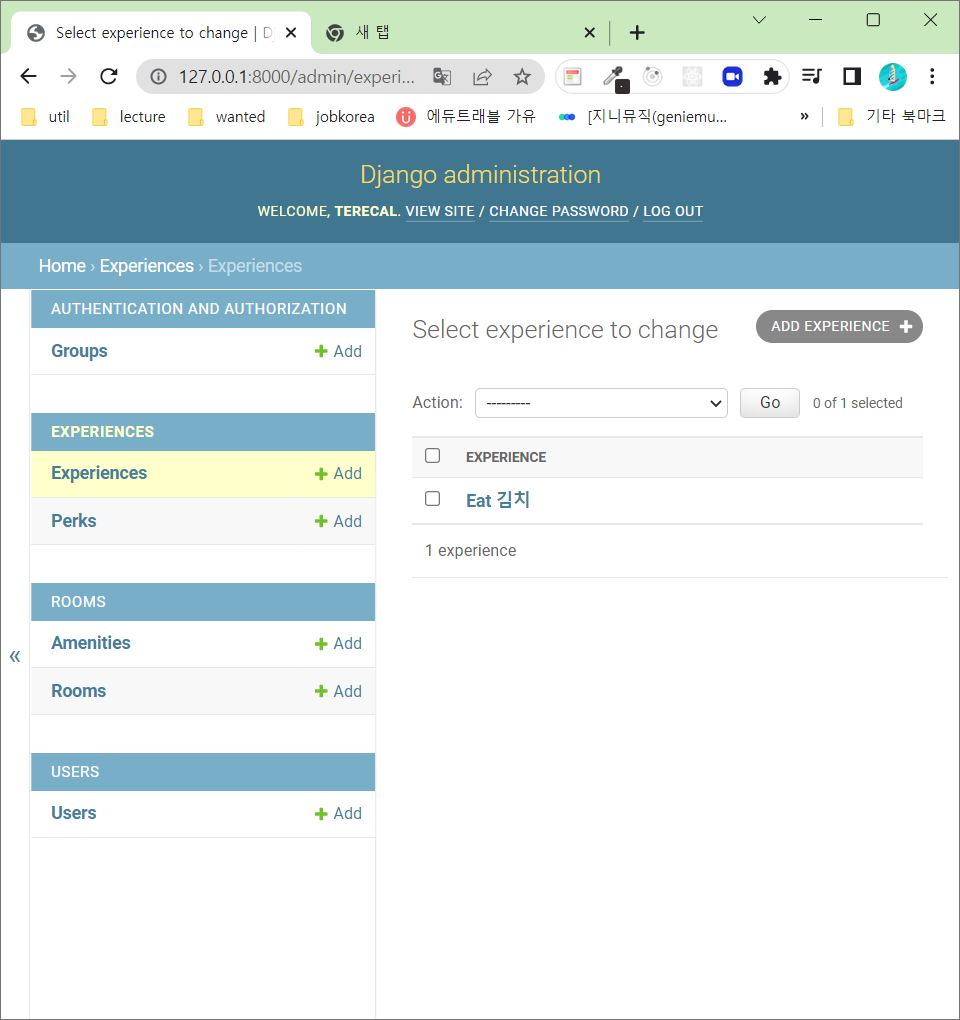 Select experience to change | D
새 탭
127.0.0.1:8000/admin/experi...
util
lecture
wanted
jobkorea
에듀트래블 가유
[지니뮤직(geniemu...
»
기타 북마크
Django administration
WELCOME, TERECAL. VIEW SITE / CHANGE PASSWORD / LOG OUT
Home › Experiences › Experiences
AUTHENTICATION AND AUTHORIZATION
Groups
Add
EXPERIENCES
Experiences
Add
Perks
Add
ROOMS
Amenities
Add
Rooms
Add
USERS
Users
Add
«
Select experience to change
ADD EXPERIENCE
Action:
---------
Go
0 of 1 selected
EXPERIENCE
Eat 김치
1 experience